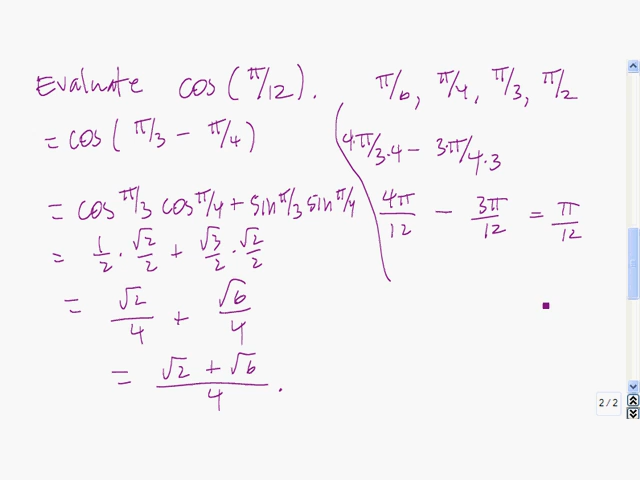 Evaluate cos(π/12).
= cos(π/3 − π/4)
= cos π/3 cos π/4 + sin π/3 sin π/4
= 1/2 · √2/2 + √3/2 · √2/2
= √2/4 + √6/4
= (√2 + √6)/4.
π/6, π/4, π/3, π/2
4·π/3·4 − 3·π/4·3
4π/12 − 3π/12 = π/12
2/2